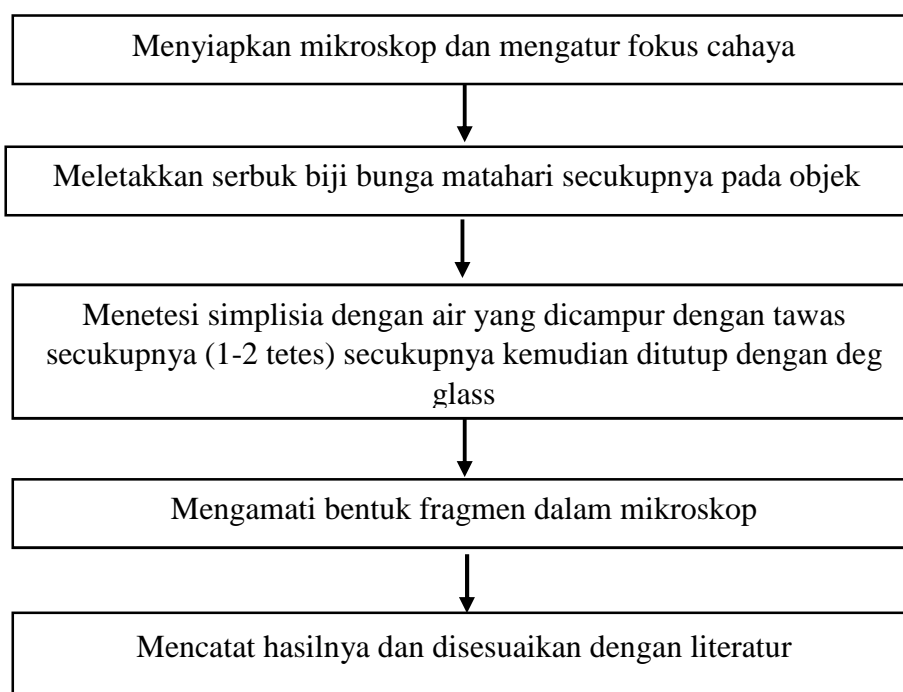 Menyiapkan mikroskop dan mengatur fokus cahaya
Meletakkan serbuk biji bunga matahari secukupnya pada objek
Menetesi simplisia dengan air yang dicampur dengan tawas
secukupnya (1-2 tetes) secukupnya kemudian ditutup dengan deg
glass
Mengamati bentuk fragmen dalam mikroskop
Mencatat hasilnya dan disesuaikan dengan literatur